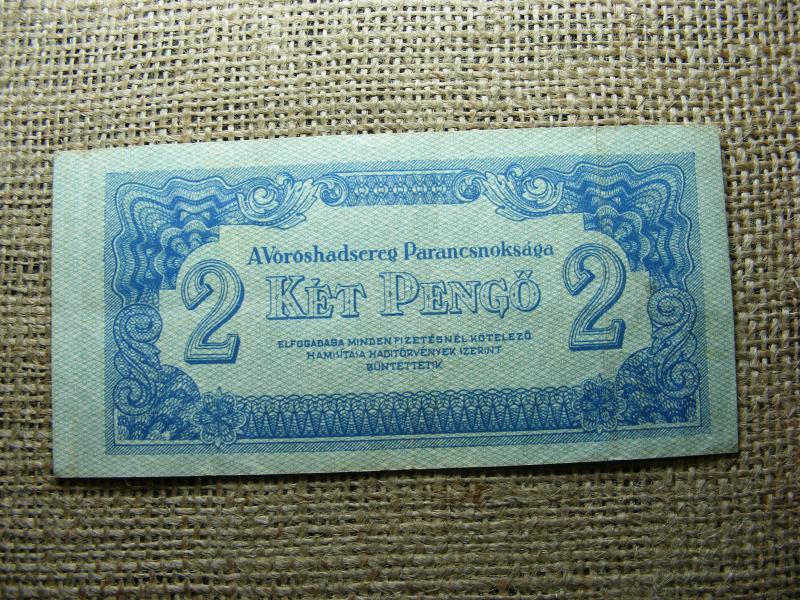 A Vöröshadsereg Parancsnoksága
2 KÉT PENGŐ 2
ELFOGADÁSA MINDEN FIZETÉSNÉL KÖTELEZŐ
HAMISÍTÁSA HADITÖRVÉNYEK SZERINT
BÜNTETTETIK